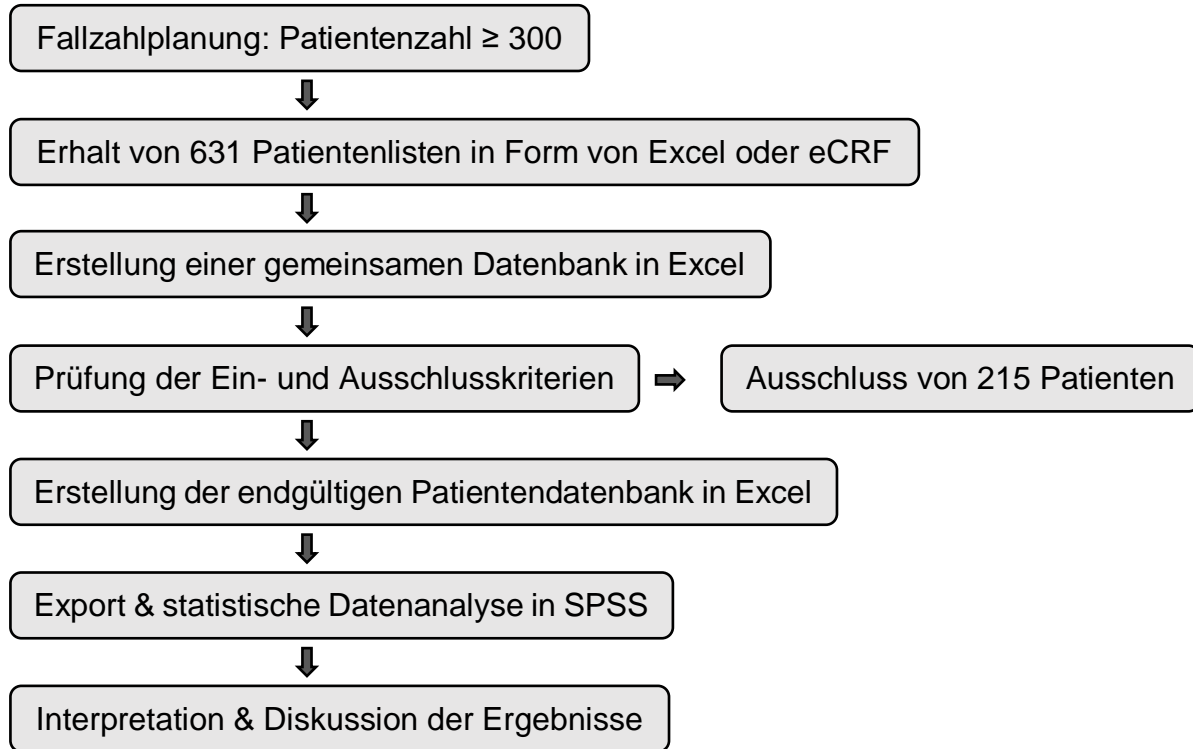 Fallzahlplanung: Patientenzahl ≥ 300
Erhalt von 631 Patientenlisten in Form von Excel oder eCRF
Erstellung einer gemeinsamen Datenbank in Excel
Prüfung der Ein- und Ausschlusskriterien
Ausschluss von 215 Patienten
Erstellung der endgültigen Patientendatenbank in Excel
Export & statistische Datenanalyse in SPSS
Interpretation & Diskussion der Ergebnisse